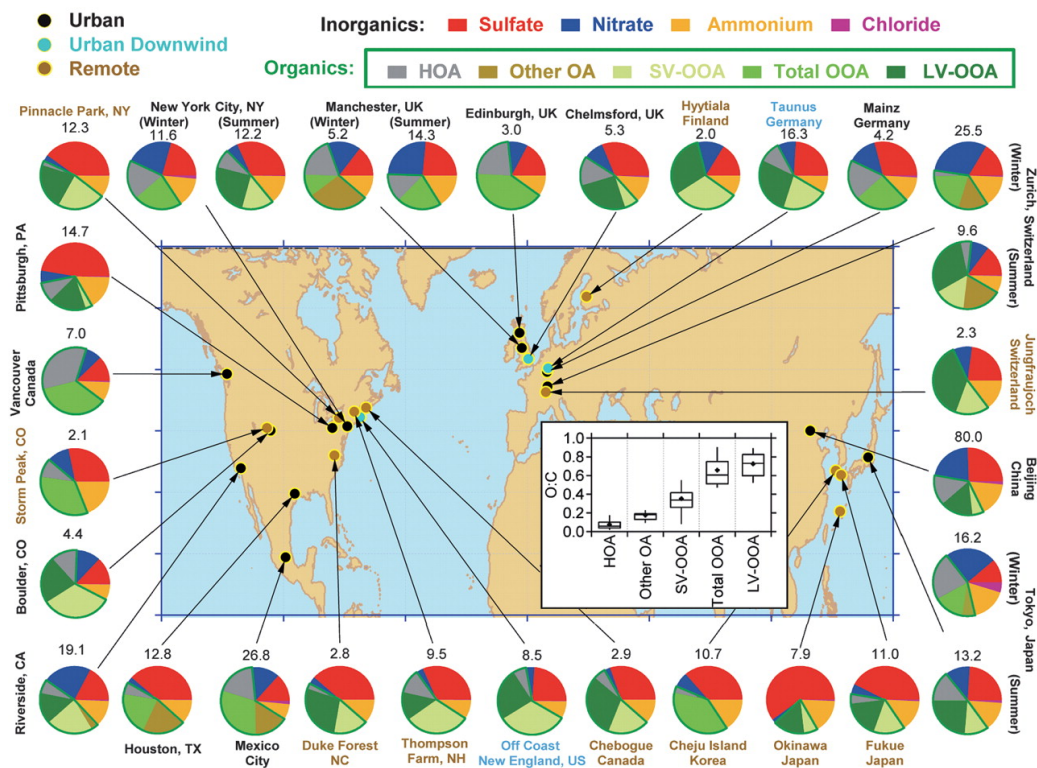 Urban
Urban Downwind
Remote
Inorganics: Sulfate Nitrate Ammonium Chloride
Organics: HOA Other OA SV-OOA Total OOA LV-OOA
Pinnacle Park, NY
12.3
New York City, NY
(Winter) (Summer)
11.6 12.2
Manchester, UK
(Winter) (Summer)
5.2 14.3
Edinburgh, UK
3.0
Chelmsford, UK
5.3
Hyytiala
Finland
2.0
Taunus
Germany
16.3
Mainz
Germany
4.2
25.5
(Winter)
Zurich, Switzerland
9.6
(Summer)
Pittsburgh, PA
14.7
Vancouver
Canada
7.0
Storm Peak, CO
2.1
Boulder, CO
4.4
Riverside, CA
19.1
2.3
Jungfraujoch
Switzerland
80.0
Beijing
China
16.2
(Winter)
Tokyo, Japan
13.2
(Summer)
O:C
1.0
0.8
0.6
0.4
0.2
0.0
HOA
Other OA
SV-OOA
Total OOA
LV-OOA
12.8
Houston, TX
26.8
Mexico
City
2.8
Duke Forest
NC
9.5
Thompson
Farm, NH
8.5
Off Coast
New England, US
2.9
Chebogue
Canada
10.7
Cheju Island
Korea
7.9
Okinawa
Japan
11.0
Fukue
Japan